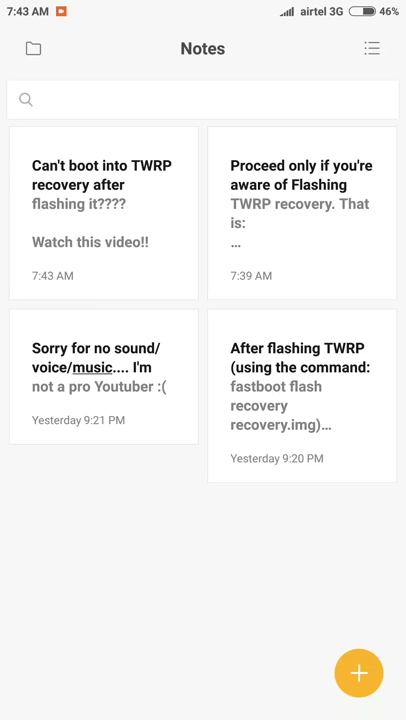 7:43 AM
airtel 3G
46%
Notes
Can't boot into TWRP
recovery after
flashing it????
Watch this video!!
7:43 AM
Proceed only if you're
aware of Flashing
TWRP recovery. That
is:
...
7:39 AM
Sorry for no sound/
voice/music.... I'm
not a pro Youtuber :(
Yesterday 9:21 PM
After flashing TWRP
(using the command:
fastboot flash
recovery
recovery.img)...
Yesterday 9:20 PM